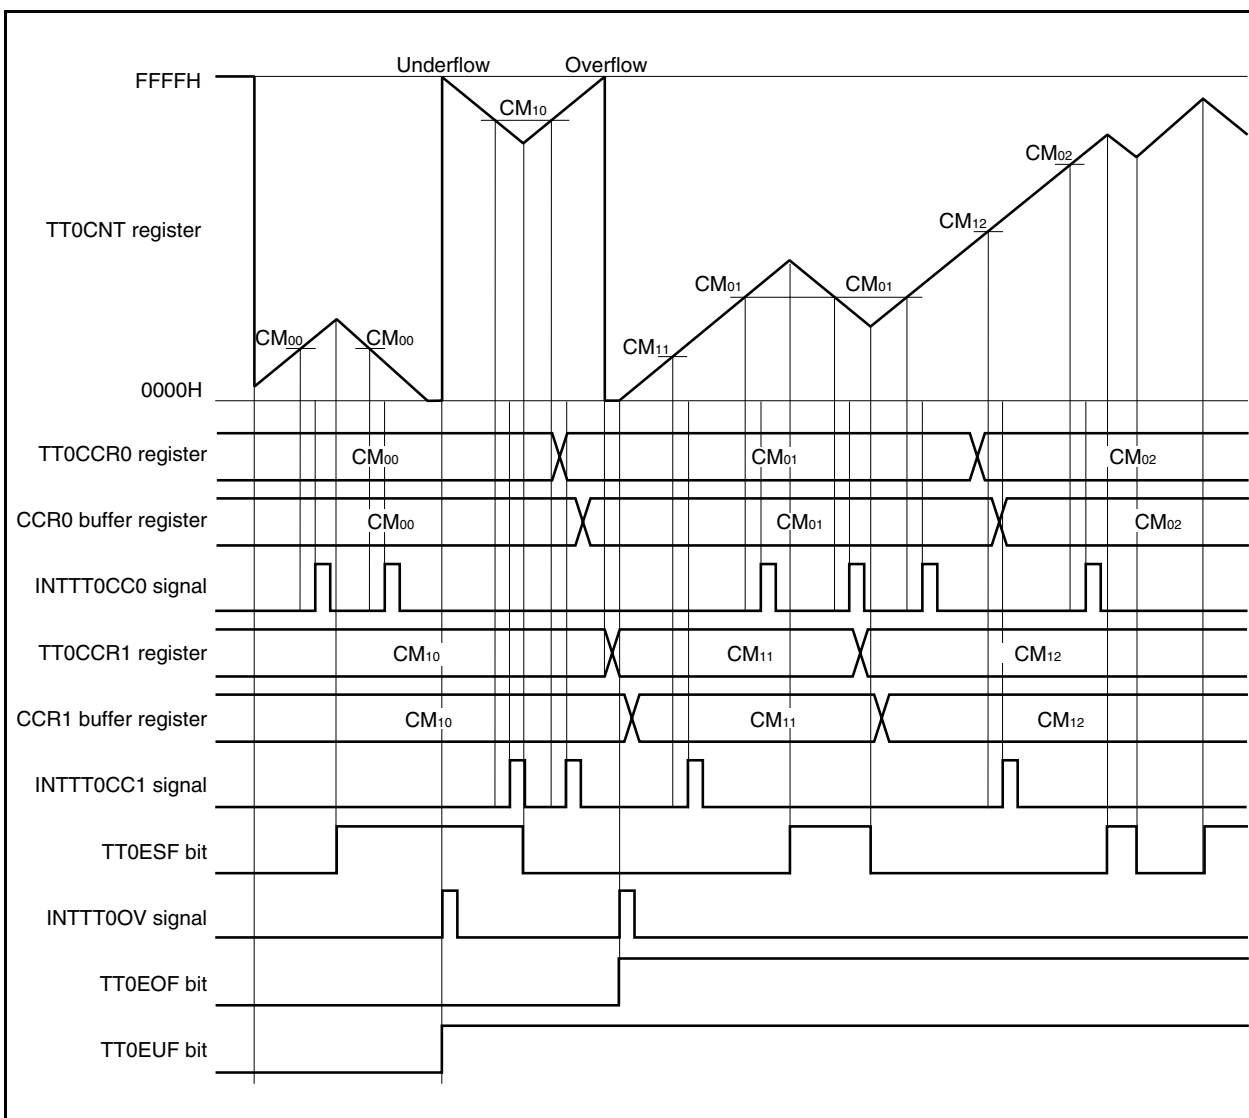 Underflow Overflow
FFFFH
CM10
CM02
TT0CNT register
CM12
CM01 CM01
CM00 CM00
CM11
0000H
TT0CCR0 register
CM00 CM01 CM02
CCR0 buffer register
CM00 CM01 CM02
INTTT0CC0 signal
TT0CCR1 register
CM10 CM11 CM12
CCR1 buffer register
CM10 CM11 CM12
INTTT0CC1 signal
TT0ESF bit
INTTT0OV signal
TT0EOF bit
TT0EUF bit